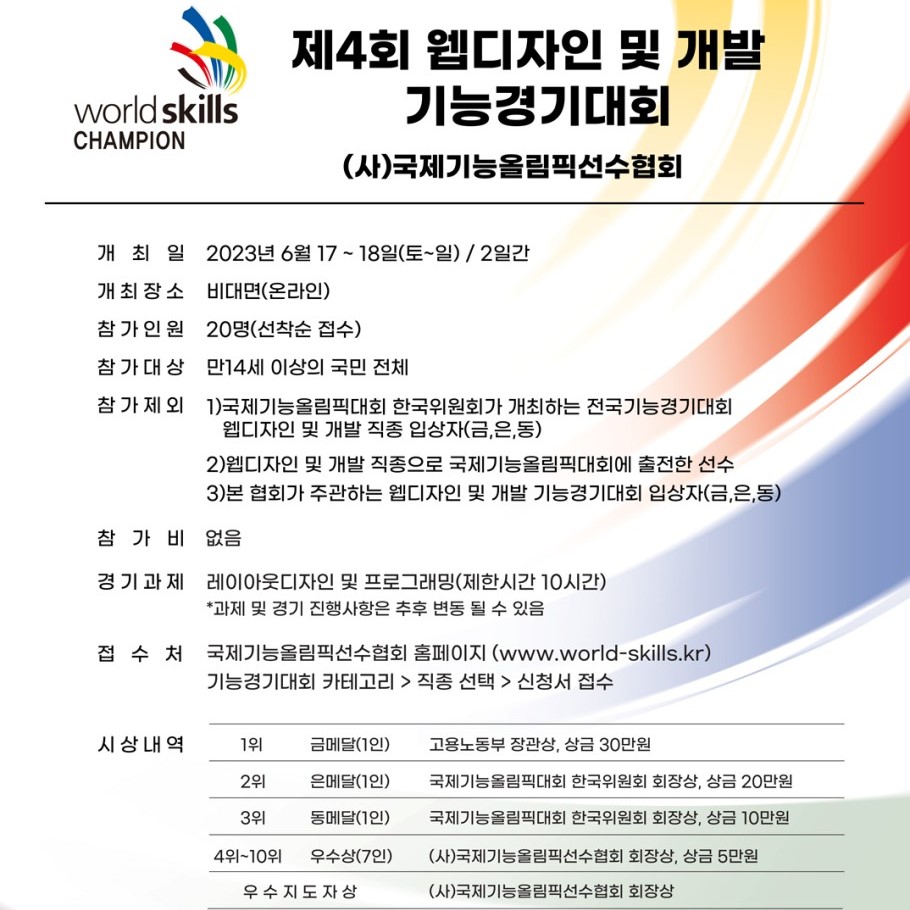 world skills
CHAMPION
제4회 웹디자인 및 개발
기능경기대회
(사)국제기능올림픽선수협회
개 최 일 2023년 6월 17 ~ 18일(토~일) / 2일간
개최장소 비대면(온라인)
참가인원 20명(선착순 접수)
참가대상 만14세 이상의 국민 전체
참가제외 1)국제기능올림픽대회 한국위원회가 개최하는 전국기능경기대회
웹디자인 및 개발 직종 입상자(금,은,동)
2)웹디자인 및 개발 직종으로 국제기능올림픽대회에 출전한 선수
3)본 협회가 주관하는 웹디자인 및 개발 기능경기대회 입상자(금,은,동)
참 가 비 없음
경기과제 레이아웃디자인 및 프로그래밍(제한시간 10시간)
*과제 및 경기 진행사항은 추후 변동 될 수 있음
접 수 처 국제기능올림픽선수협회 홈페이지 (www.world-skills.kr)
기능경기대회 카테고리 > 직종 선택 > 신청서 접수
시상내역 1위 금메달(1인) 고용노동부 장관상, 상금 30만원
2위 은메달(1인) 국제기능올림픽대회 한국위원회 회장상, 상금 20만원
3위 동메달(1인) 국제기능올림픽대회 한국위원회 회장상, 상금 10만원
4위~10위 우수상(7인) (사)국제기능올림픽선수협회 회장상, 상금 5만원
우수지도자상 (사)국제기능올림픽선수협회 회장상